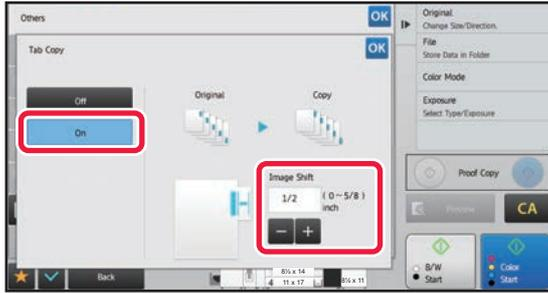 Others
OK
Tab Copy
OK
Off
On
Original
Copy
Image Shift
1/2
( 0~5/8 )
inch
Back
8½ x 14
4
11 x 17
8½ x 11
Original
Change Size/Direction.
File
Store Data in Folder
Color Mode
Exposure
Select Type/Exposure
Proof Copy
Preview
CA
B/W
Start
Color
Start